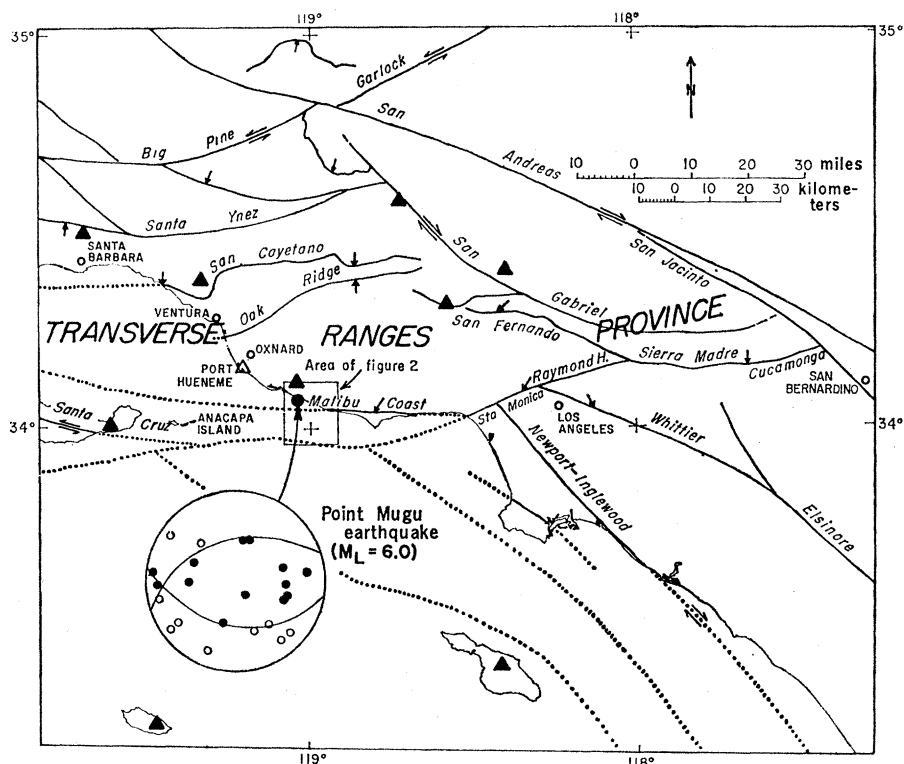 119°
118°
35°
35°
Garlock
San
N
Pine
Big
Andreas
10 0 10 20 30 miles
10 0 10 20 30 kilome-
ters
Santa
Ynez
SANTA
BARBARA
San
Cayetano
San
San Jacinto
Ridge
Oak
Gabriel
VENTURA
TRANSVERSE
RANGES
PROVINCE
San
Fernando
OXNARD
PORT
HUENEME
Area of figure 2
Raymond H.
Sierra Madre
Cucamonga
SAN
BERNARDINO
Malibu
Coast
Santa
Cruz
ANACAPA
ISLAND
Sta
Monica
LOS
ANGELES
Whittier
34°
34°
Newport-Inglewood
Elsinore
Point Mugu
earthquake
(M_L = 6.0)
119°
118°